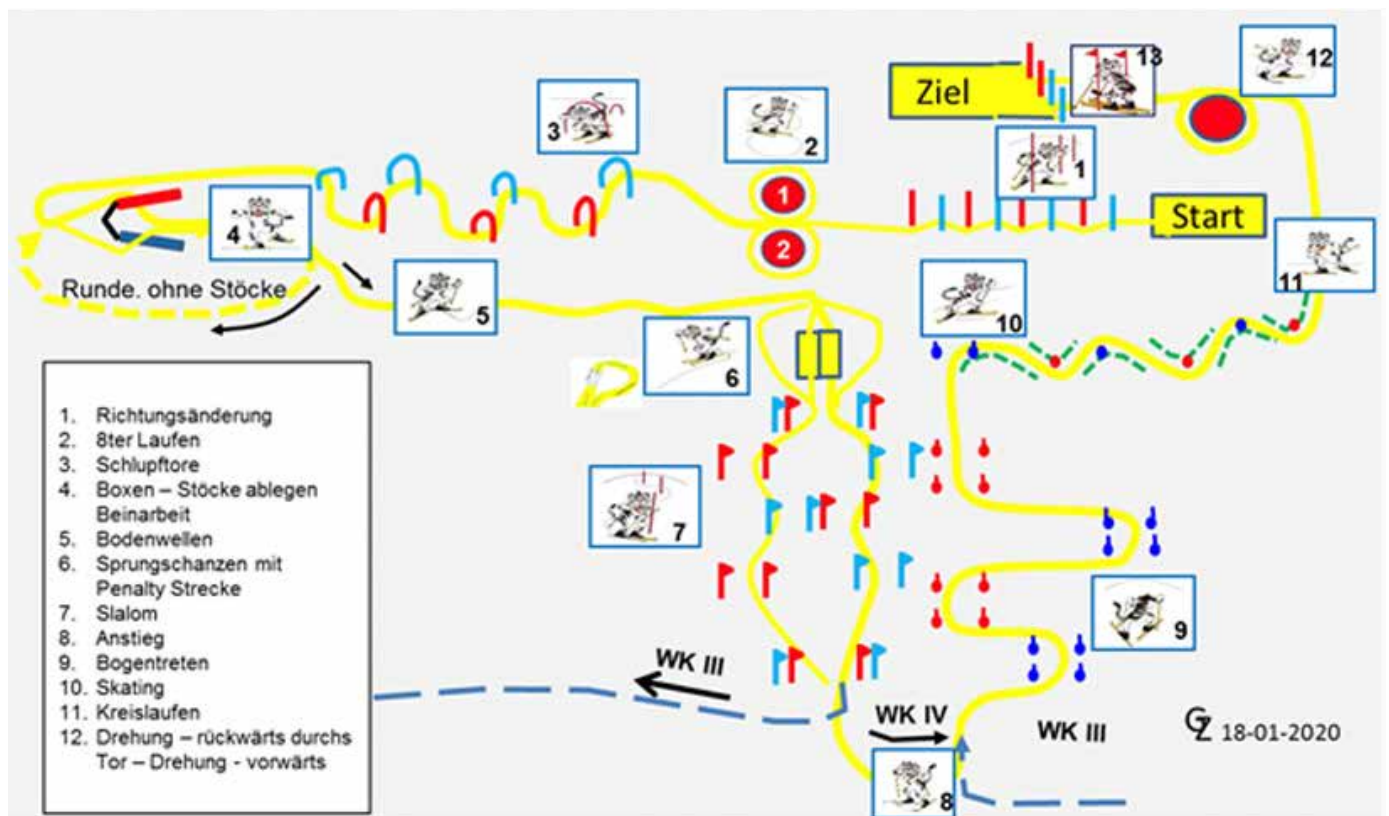 Ziel
13
12
3
2
1
1
Start
4
2
11
Runde. ohne Stöcke
5
10
6
1. Richtungsänderung
2. 8ter Laufen
3. Schlupftore
4. Boxen – Stöcke ablegen
Beinarbeit
5. Bodenwellen
6. Sprungschanzen mit
Penalty Strecke
7. Slalom
8. Anstieg
9. Bogentreten
10. Skating
11. Kreislaufen
12. Drehung – rückwärts durchs
Tor – Drehung - vorwärts
7
9
WK III
WK IV
WK III
GZ 18-01-2020
8